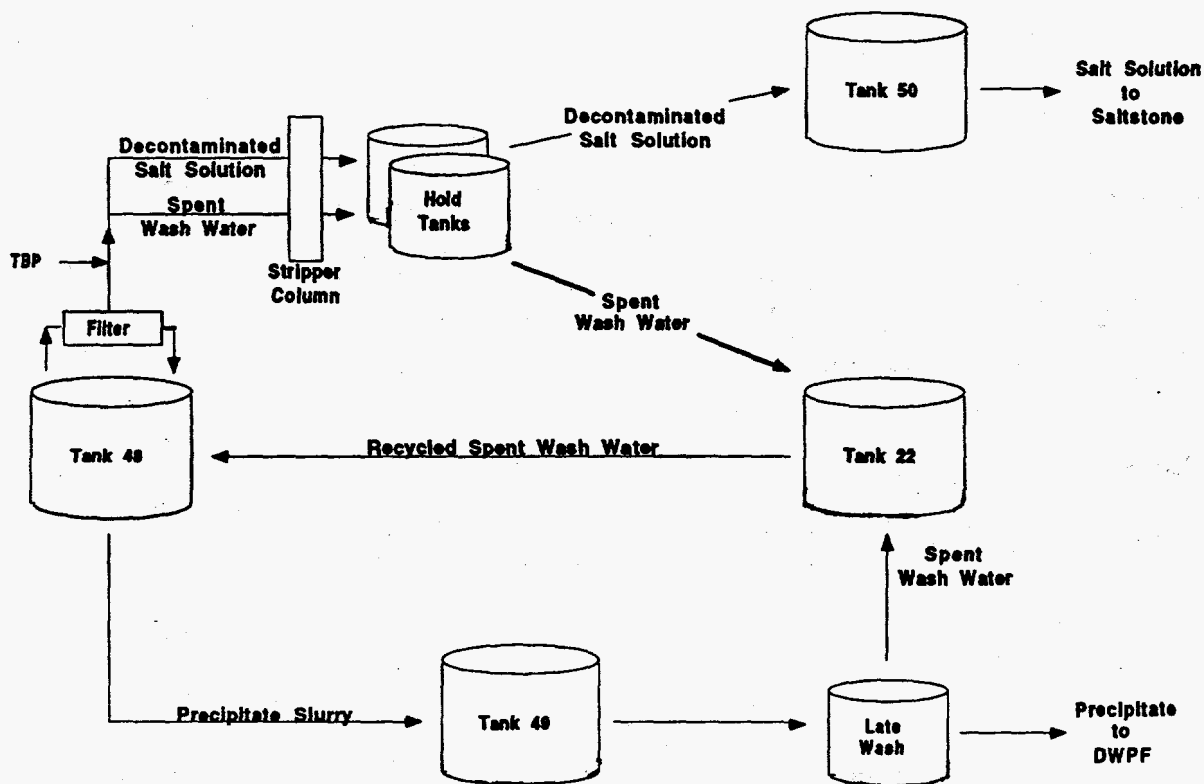 Tank 50
Salt Solution
to
Saltstone
Decontaminated
Salt Solution
Decontaminated
Salt Solution
Spent
Wash Water
Hold
Tanks
TBP
Stripper
Column
Filter
Spent
Wash Water
Tank 48
Recycled Spent Wash Water
Tank 22
Spent
Wash Water
Precipitate Slurry
Tank 49
Late
Wash
Precipitate
to
DWPF